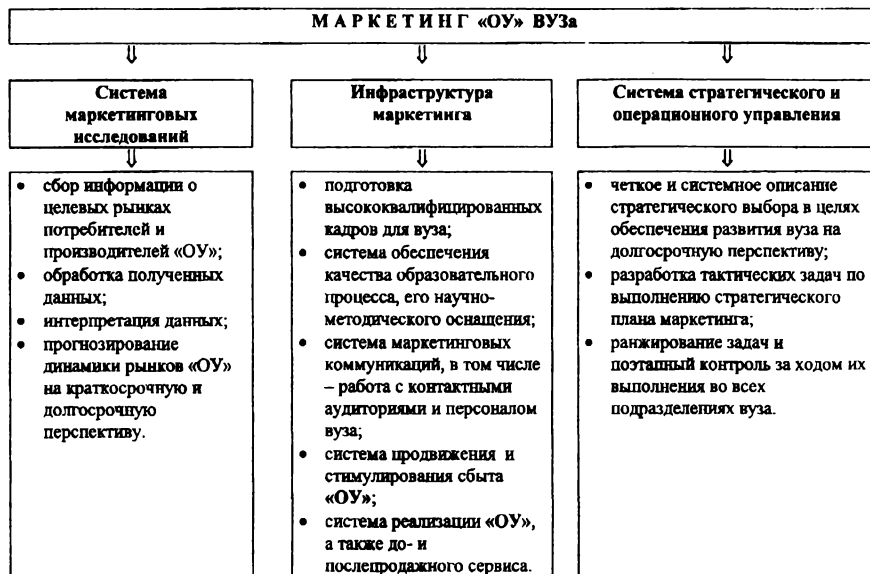 М А Р К Е Т И Н Г «ОУ» ВУЗа
⇓ ⇓ ⇓
Система
маркетинговых
исследований
⇓
• сбор информации о
целевых рынках
потребителей и
производителей «ОУ»;
• обработка полученных
данных;
• интерпретация данных;
• прогнозирование
динамики рынков «ОУ»
на краткосрочную и
долгосрочную
перспективу.
Инфраструктура
маркетинга
⇓
• подготовка
высококвалифицированных
кадров для вуза;
• система обеспечения
качества образовательного
процесса, его научно-
методического оснащения;
• система маркетинговых
коммуникаций, в том числе
– работа с контактными
аудиториями и персоналом
вуза;
• система продвижения и
стимулирования сбыта
«ОУ»;
• система реализации «ОУ»,
а также до- и
послепродажного сервиса.
Система стратегического и
операционного управления
⇓
• четкое и системное описание
стратегического выбора в целях
обеспечения развития вуза на
долгосрочную перспективу;
• разработка тактических задач по
выполнению стратегического
плана маркетинга;
• ранжирование задач и
поэтапный контроль за ходом их
выполнения во всех
подразделениях вуза.